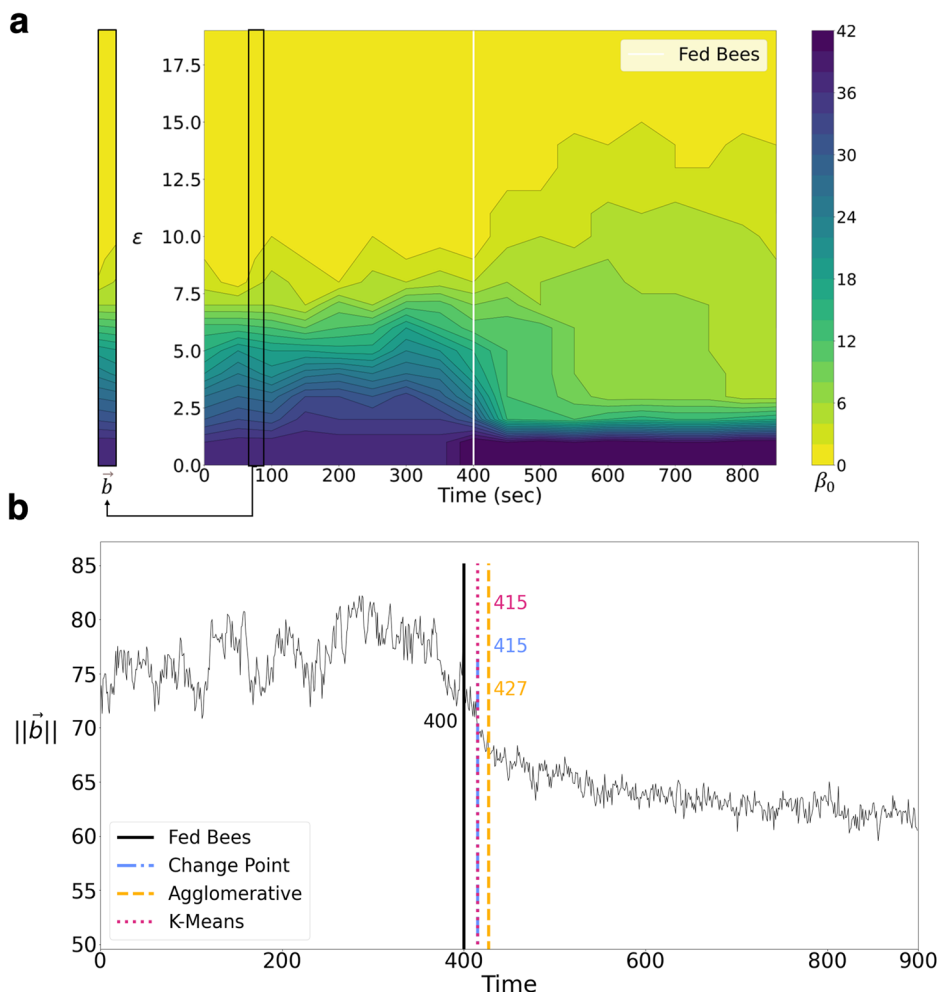 a
Fed Bees
17.5
15.0
12.5
ε 10.0
7.5
5.0
2.5
0.0
0 100 200 300 400 500 600 700 800
Time (sec)
b⃗
42
36
30
24
18
12
6
0
β₀
b
85
80
75
70
65
60
55
50
||b⃗||
415
415
427
400
Fed Bees
Change Point
Agglomerative
K-Means
0 200 400 600 800 900
Time